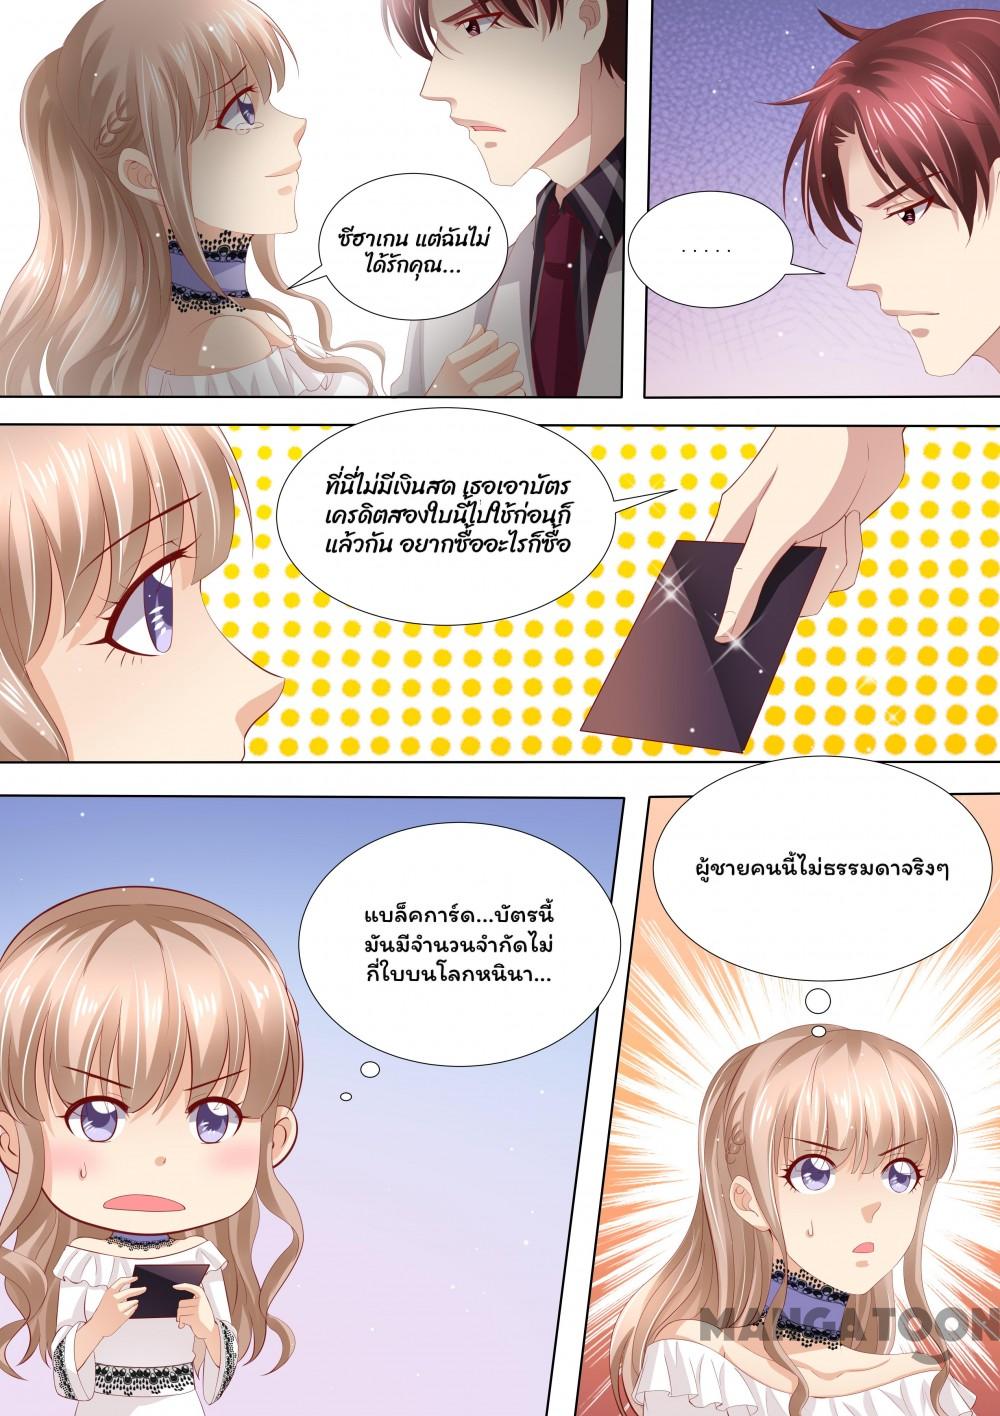 ซีฮาเกน แต่ฉันไม่
ได้รักคุณ...
.....
ที่นี่ไม่มีเงินสด เธอเอาบัตร
เครดิตสองใบนี้ไปใช้ก่อนก็
แล้วกัน อยากซื้ออะไรก็ซื้อ
แบล็คการ์ด...บัตรนี้
มันมีจำนวนจำกัดไม่
กี่ใบบนโลกหนินา...
ผู้ชายคนนี้ไม่ธรรมดาจริงๆ
MANGATOON